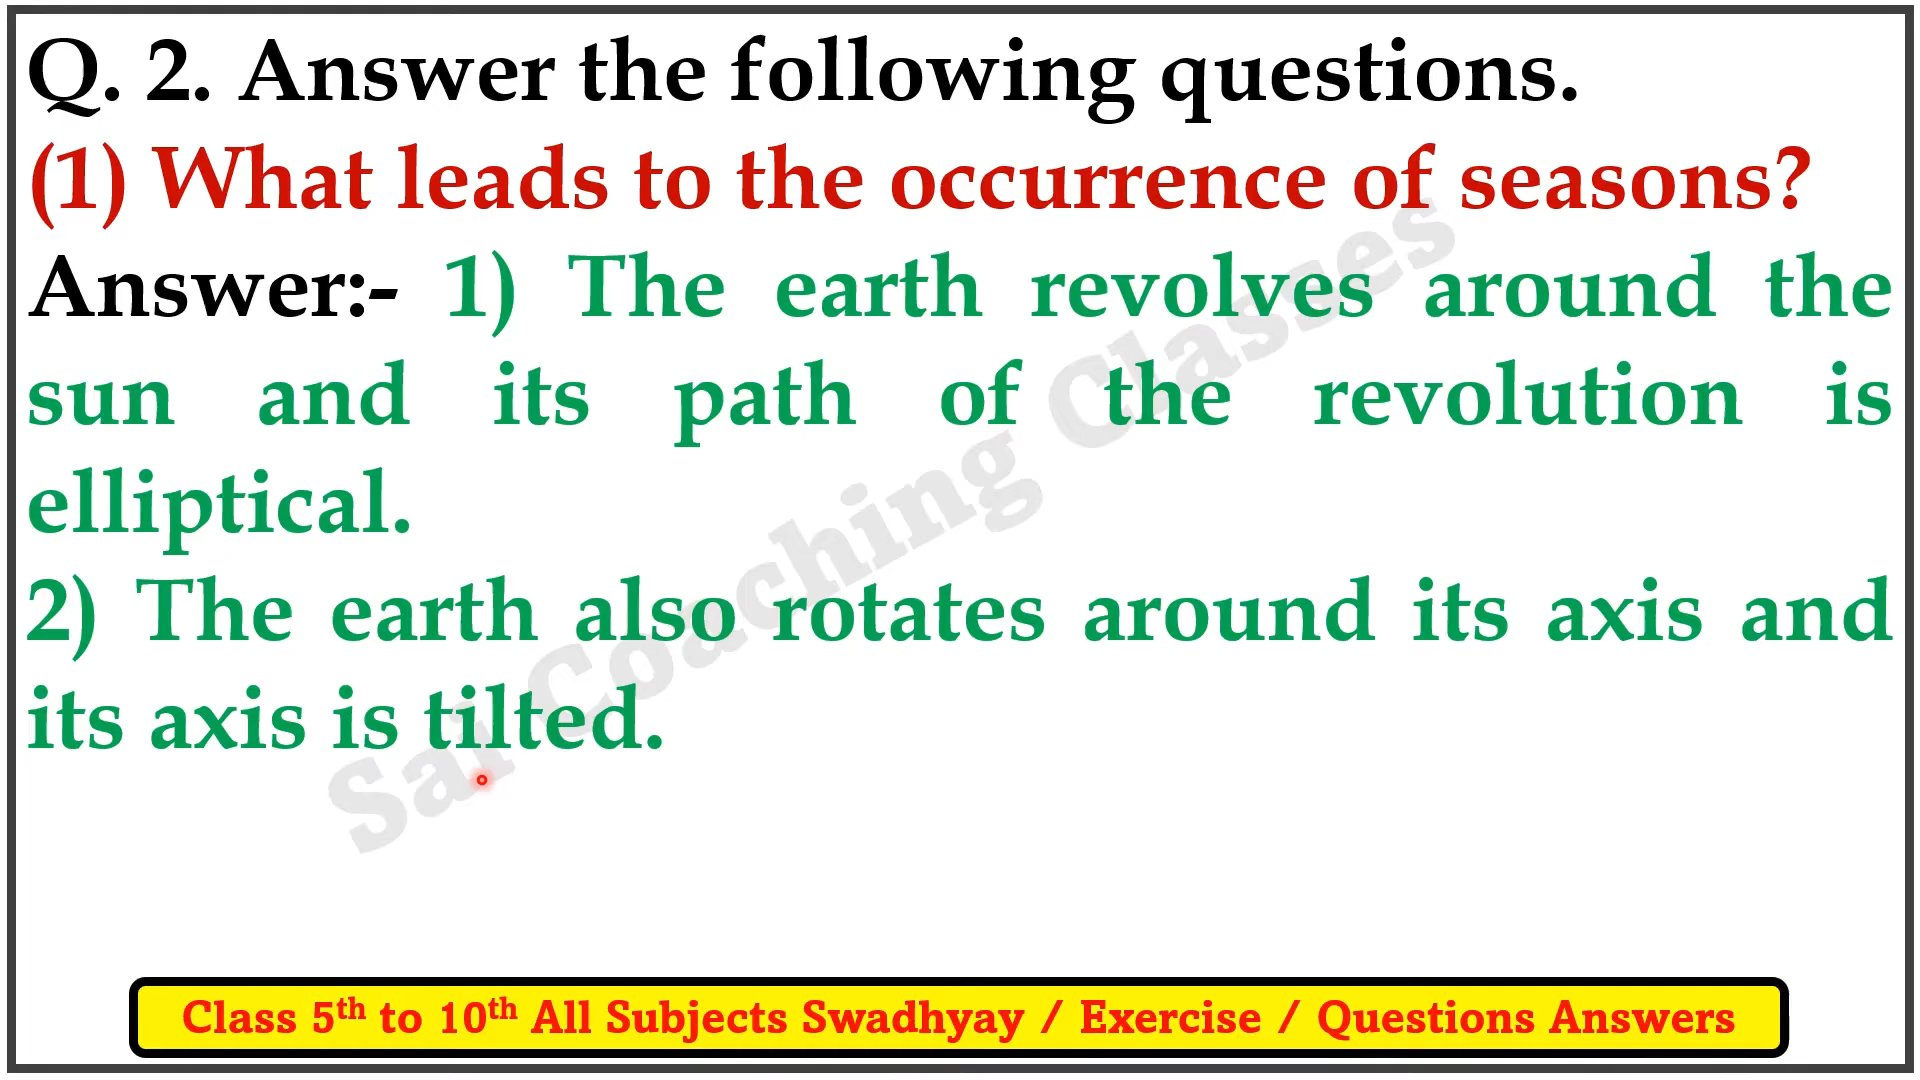 Q. 2. Answer the following questions.
(1) What leads to the occurrence of seasons?
Answer:- 1) The earth revolves around the
sun and its path of the revolution is
elliptical.
2) The earth also rotates around its axis and
its axis is tilted.
Sai Coaching Classes
Class 5th to 10th All Subjects Swadhyay / Exercise / Questions Answers